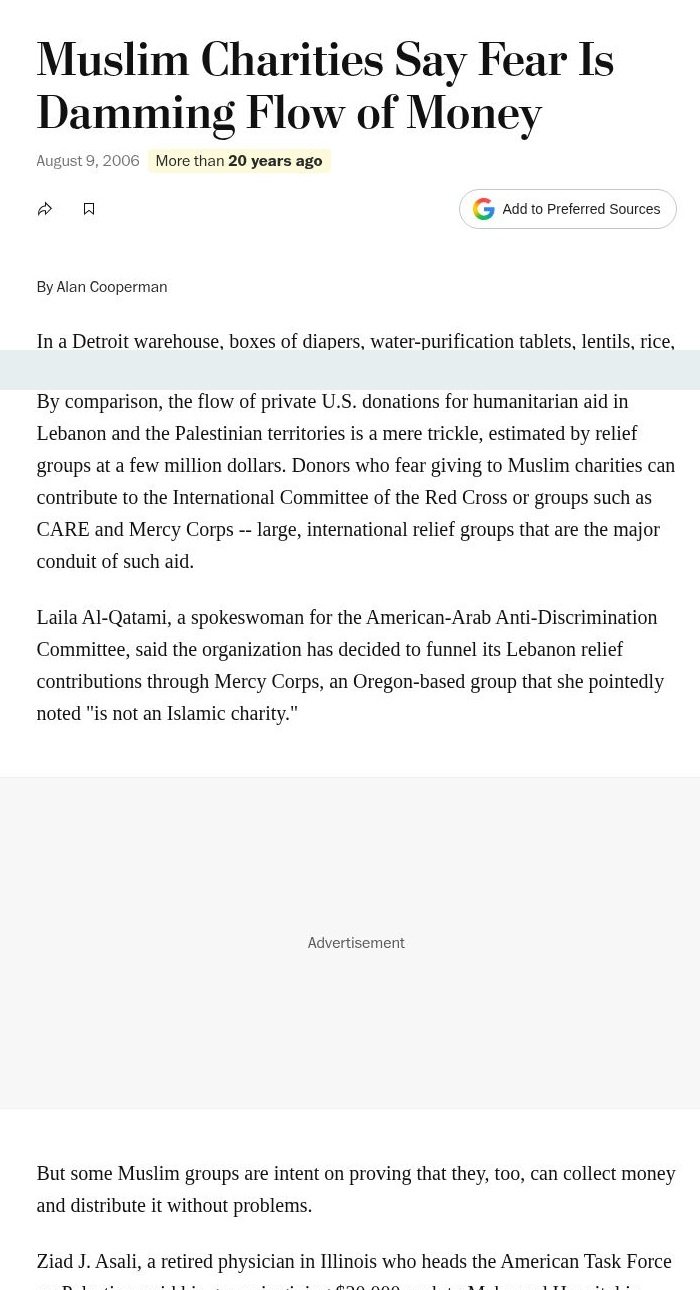 Muslim Charities Say Fear Is
Damming Flow of Money
August 9, 2006 More than 20 years ago
Add to Preferred Sources
By Alan Cooperman
In a Detroit warehouse, boxes of diapers, water-purification tablets, lentils, rice,
By comparison, the flow of private U.S. donations for humanitarian aid in
Lebanon and the Palestinian territories is a mere trickle, estimated by relief
groups at a few million dollars. Donors who fear giving to Muslim charities can
contribute to the International Committee of the Red Cross or groups such as
CARE and Mercy Corps -- large, international relief groups that are the major
conduit of such aid.
Laila Al-Qatami, a spokeswoman for the American-Arab Anti-Discrimination
Committee, said the organization has decided to funnel its Lebanon relief
contributions through Mercy Corps, an Oregon-based group that she pointedly
noted "is not an Islamic charity."
Advertisement
But some Muslim groups are intent on proving that they, too, can collect money
and distribute it without problems.
Ziad J. Asali, a retired physician in Illinois who heads the American Task Force